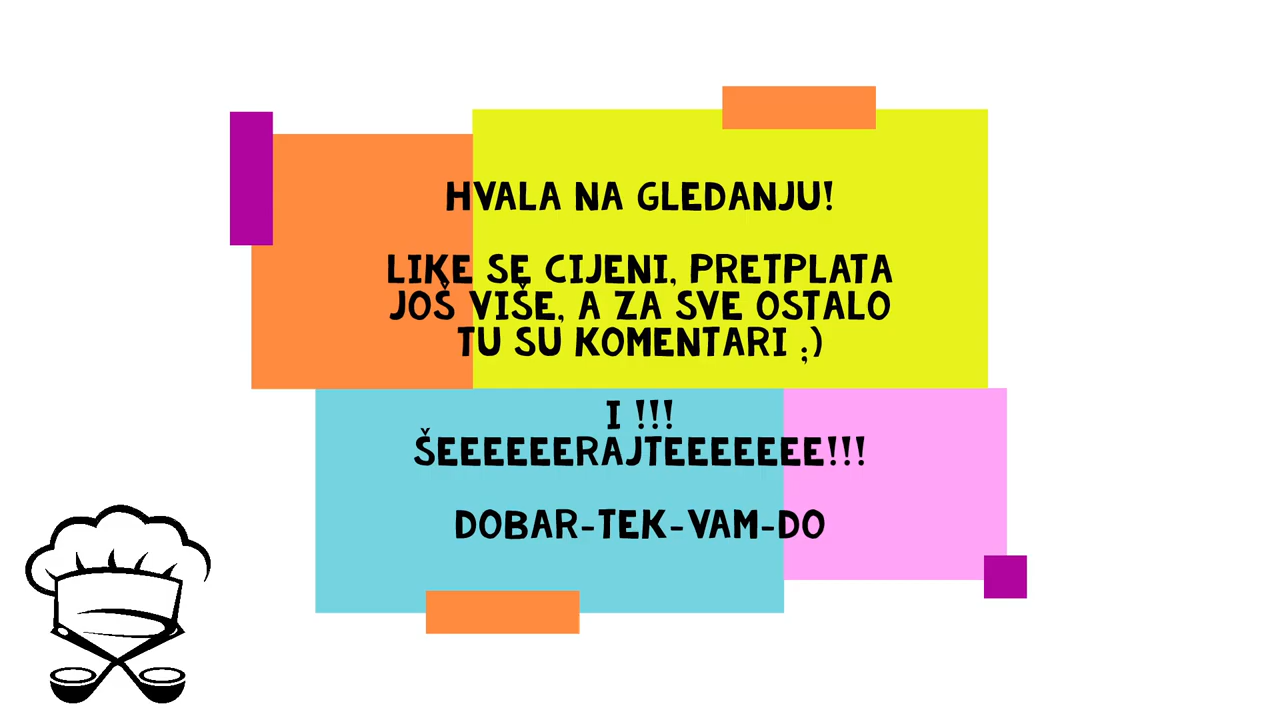 HVALA NA GLEDANJU!
LIKE SE CIJENI, PRETPLATA
JOŠ VIŠE, A ZA SVE OSTALO
TU SU KOMENTARI ;)
I !!!
ŠEEEEEERAJTEEEEEEE!!!
DOBAR-TEK-VAM-DO